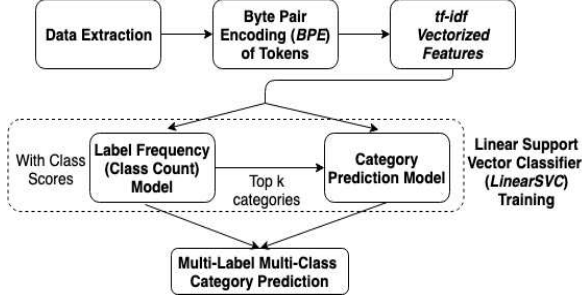 Data Extraction
Byte Pair
Encoding (BPE)
of Tokens
tf-idf
Vectorized
Features
With Class
Scores
Label Frequency
(Class Count)
Model
Top k
categories
Category
Prediction Model
Linear Support
Vector Classifier
(LinearSVC)
Training
Multi-Label Multi-Class
Category Prediction